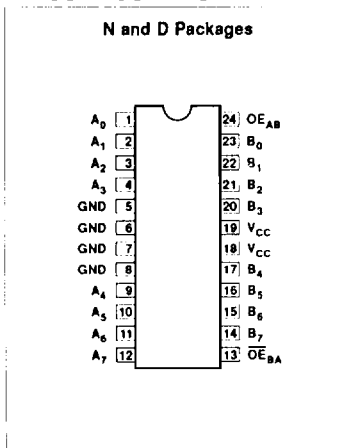 N and D Packages
A0 1 24 OEAB
A1 2 23 B0
A2 3 22 B1
A3 4 21 B2
GND 5 20 B3
GND 6 19 VCC
GND 7 18 VCC
GND 8 17 B4
A4 9 16 B5
A5 10 15 B6
A6 11 14 B7
A7 12 13 O̅E̅BA